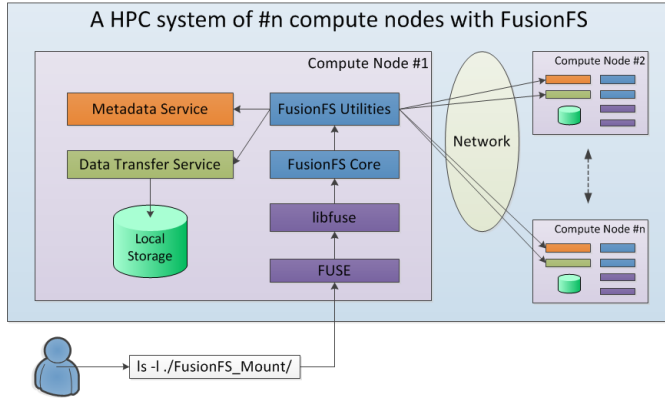 A HPC system of #n compute nodes with FusionFS
Compute Node #1
Metadata Service
FusionFS Utilities
Data Transfer Service
FusionFS Core
Local
Storage
libfuse
FUSE
Network
Compute Node #2
Compute Node #n
ls -l ./FusionFS_Mount/